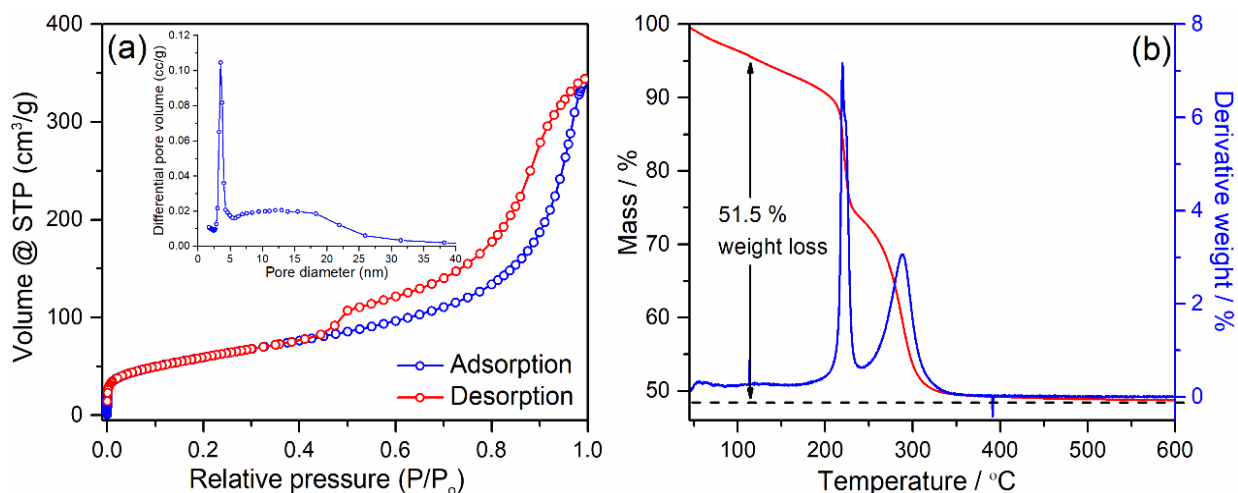 (a)
400
300
200
100
0
Volume @ STP (cm³/g)
0.0
0.2
0.4
0.6
0.8
1.0
Relative pressure (P/Pₒ)
Adsorption
Desorption
0.12
0.10
0.08
0.06
0.04
0.02
0.00
Differential pore volume (cc/g)
0 5 10 15 20 25 30 35 40
Pore diameter (nm)
(b)
100
90
80
70
60
50
Mass / %
51.5 %
weight loss
8
6
4
2
0
Derivative weight / %
100 200 300 400 500 600
Temperature / °C